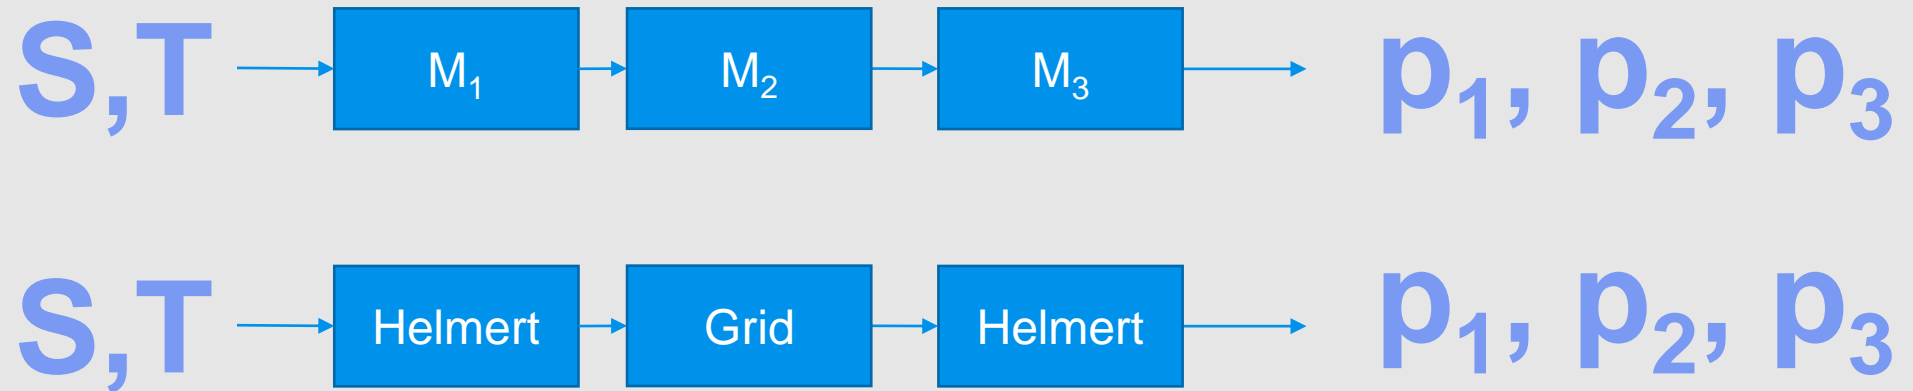 S,T M₁ M₂ M₃ p₁, p₂, p₃
S,T Helmert Grid Helmert p₁, p₂, p₃